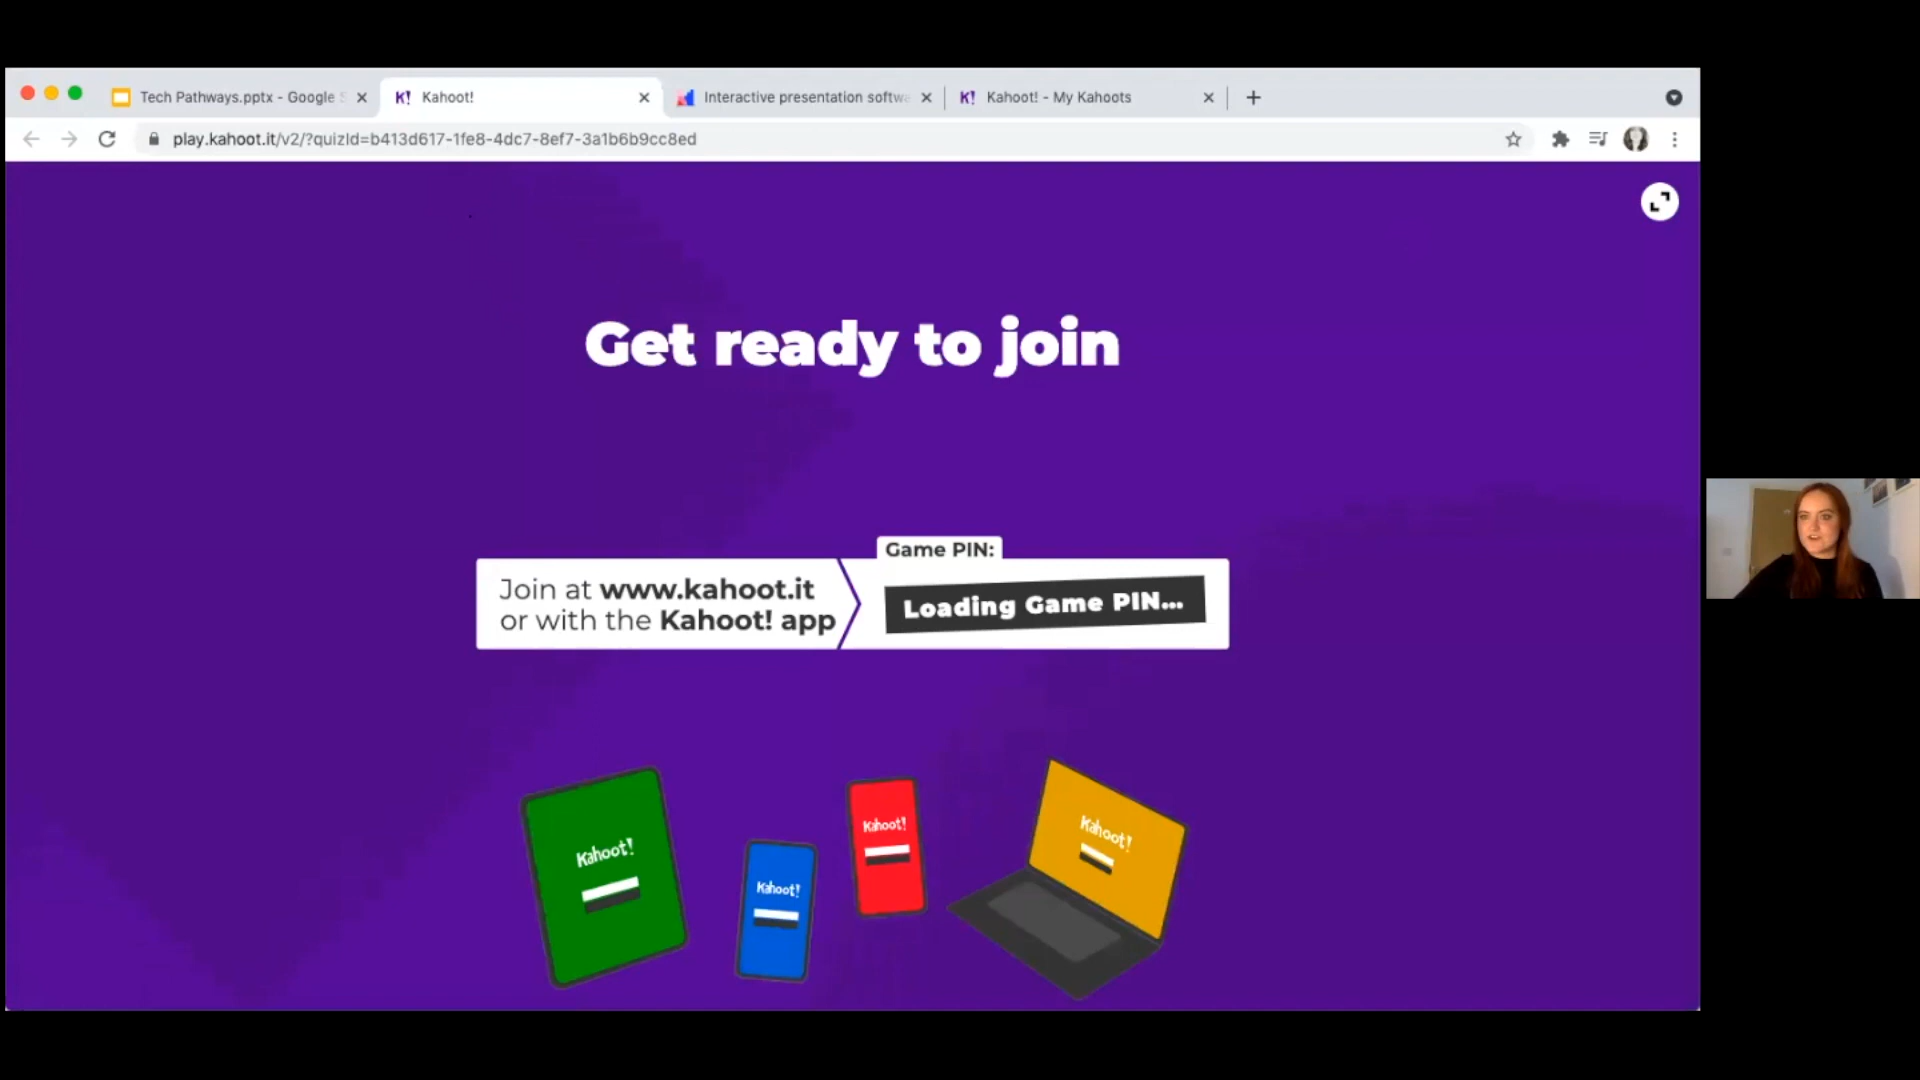 Tech Pathways.pptx - Google S
K! Kahoot!
Interactive presentation softwa
K! Kahoot! - My Kahoots
play.kahoot.it/v2/?quizId=b413d617-1fe8-4dc7-8ef7-3a1b6b9cc8ed
Get ready to join
Game PIN:
Join at www.kahoot.it
or with the Kahoot! app
Loading Game PIN...
Kahoot!
Kahoot!
Kahoot!
Kahoot!